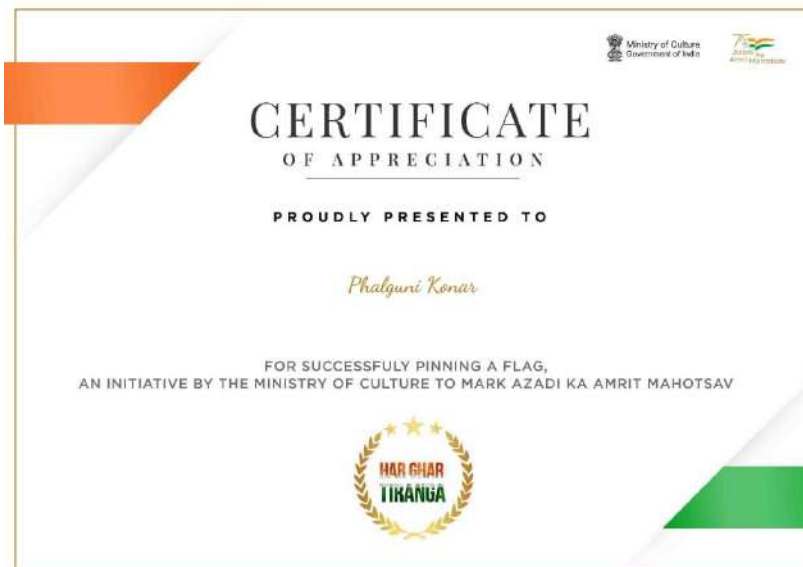 Ministry of Culture
Government of India
CERTIFICATE
OF APPRECIATION
PROUDLY PRESENTED TO
Phalguni Konar
FOR SUCCESSFULY PINNING A FLAG,
AN INITIATIVE BY THE MINISTRY OF CULTURE TO MARK AZADI KA AMRIT MAHOTSAV
HAR GHAR
TIRANGA